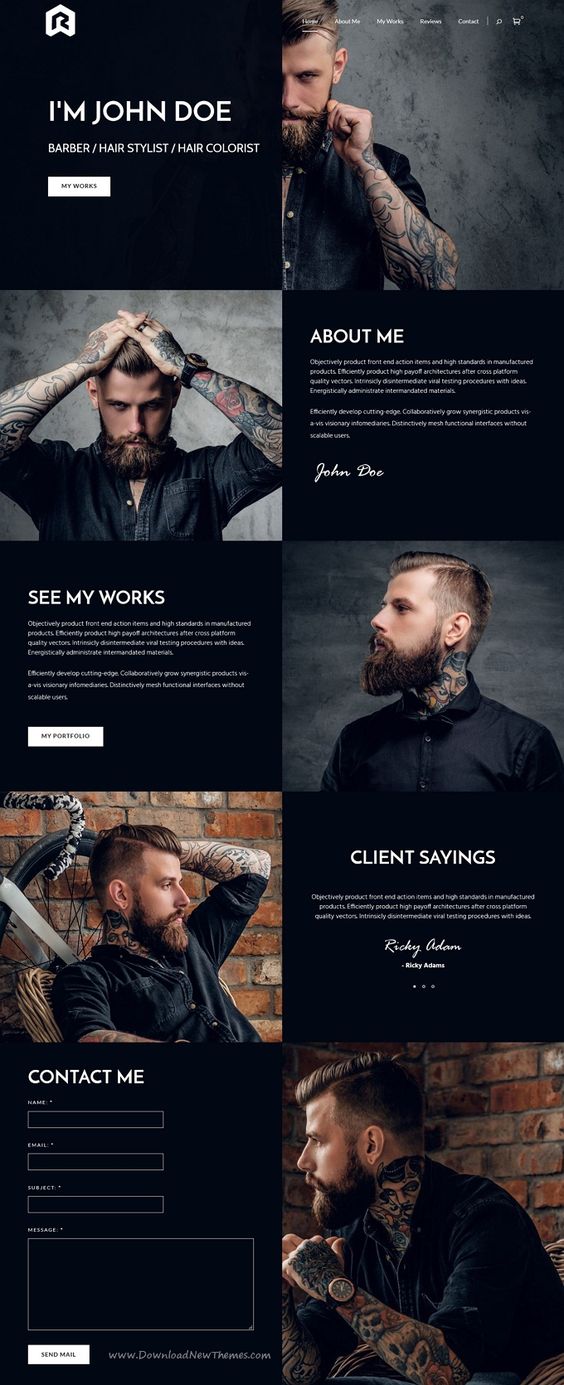 Home About Me My Works Reviews Contact 0
I'M JOHN DOE
BARBER / HAIR STYLIST / HAIR COLORIST
MY WORKS
ABOUT ME
Objectively product front end action items and high standards in manufactured
products. Efficiently product high payoff architectures after cross platform
quality vectors. Intrinsicly disintermediate viral testing procedures with ideas.
Energistically administrate intermandated materials.
Efficiently develop cutting-edge. Collaboratively grow synergistic products vis-
a-vis visionary infomediaries. Distinctively mesh functional interfaces without
scalable users.
John Doe
SEE MY WORKS
Objectively product front end action items and high standards in manufactured
products. Efficiently product high payoff architectures after cross platform
quality vectors. Intrinsicly disintermediate viral testing procedures with ideas.
Energistically administrate intermandated materials.
Efficiently develop cutting-edge. Collaboratively grow synergistic products vis-
a-vis visionary infomediaries. Distinctively mesh functional interfaces without
scalable users.
MY PORTFOLIO
CLIENT SAYINGS
Objectively product front end action items and high standards in manufactured
products. Efficiently product high payoff architectures after cross platform
quality vectors. Intrinsicly disintermediate viral testing procedures with ideas.
Ricky Adam
- Ricky Adams
CONTACT ME
NAME: *
EMAIL: *
SUBJECT: *
MESSAGE: *
SEND MAIL
www.DownloadNewThemes.com